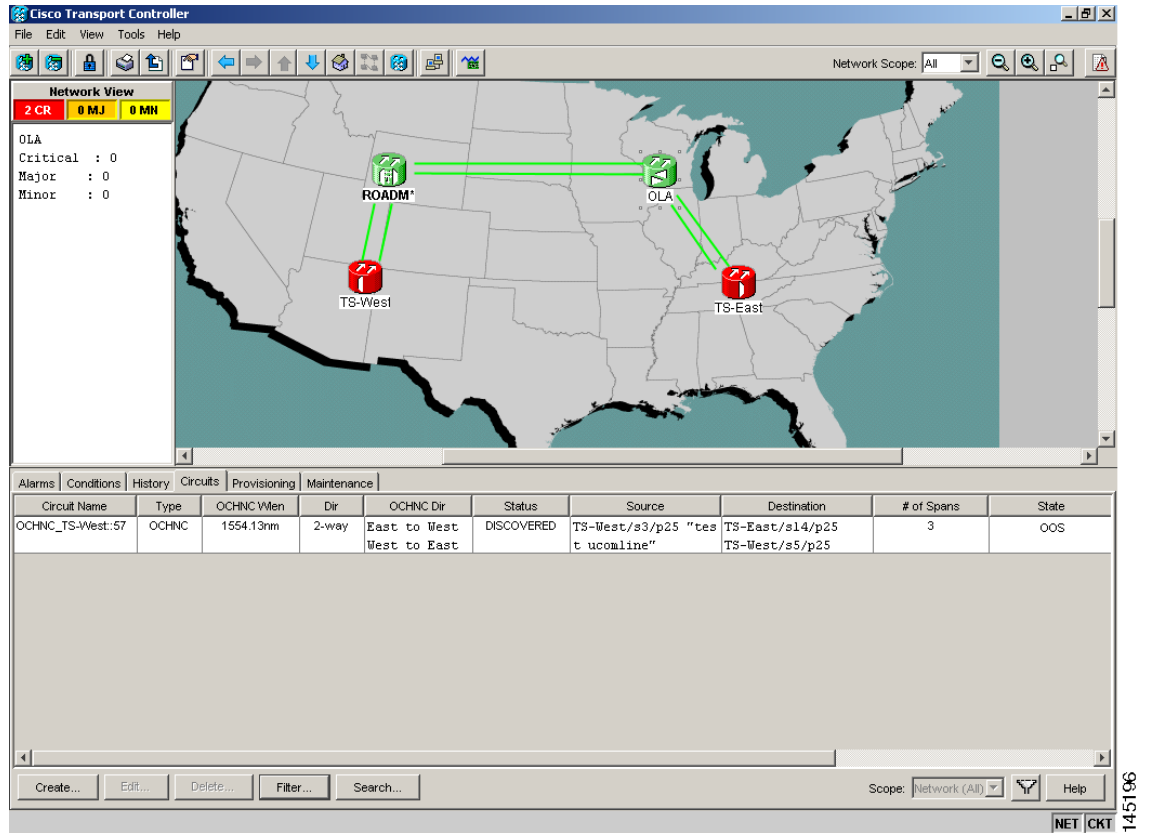 Cisco Transport Controller
File Edit View Tools Help
Network Scope: All
Network View
2 CR 0 MJ 0 MN
OLA
Critical : 0
Major : 0
Minor : 0
ROADM*
OLA
TS-West
TS-East
Alarms Conditions History Circuits Provisioning Maintenance
Circuit Name Type OCHNC Wlen Dir OCHNC Dir Status Source Destination # of Spans State
OCHNC_TS-West::57 OCHNC 1554.13nm 2-way East to West DISCOVERED TS-West/s3/p25 "tes TS-East/s14/p25 3 OOS
West to East t ucomline" TS-West/s5/p25
Create... Edit... Delete... Filter... Search... Scope: Network (All) Help
NET CKT
145196